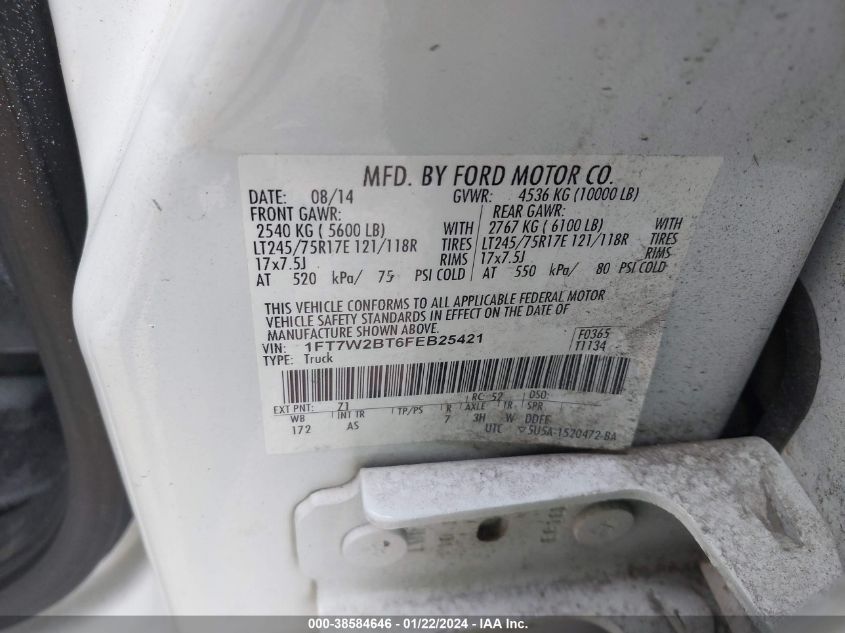 MFD. BY FORD MOTOR CO.
DATE: 08/14 GVWR: 4536 KG (10000 LB)
FRONT GAWR: REAR GAWR:
2540 KG ( 5600 LB) WITH 2767 KG ( 6100 LB) WITH
LT245/75R17E 121/118R TIRES LT245/75R17E 121/118R TIRES
17x7.5J RIMS 17x7.5J RIMS
AT 520 kPa/ 75 PSI COLD AT 550 kPa/ 80 PSI COLD
THIS VEHICLE CONFORMS TO ALL APPLICABLE FEDERAL MOTOR
VEHICLE SAFETY STANDARDS IN EFFECT ON THE DATE OF
MANUFACTURE SHOWN ABOVE.
VIN: 1FT7W2BT6FEB25421 F0365
TYPE: Truck T1134
EXT PNT: Z1 RC: 52 DSO:
WB INT TR TP/PS R AXLE TR SPR
172 AS 7 3H W DDFF
UTC 5U5A-1520472-BA
000-38584646 - 01/22/2024 - IAA Inc.